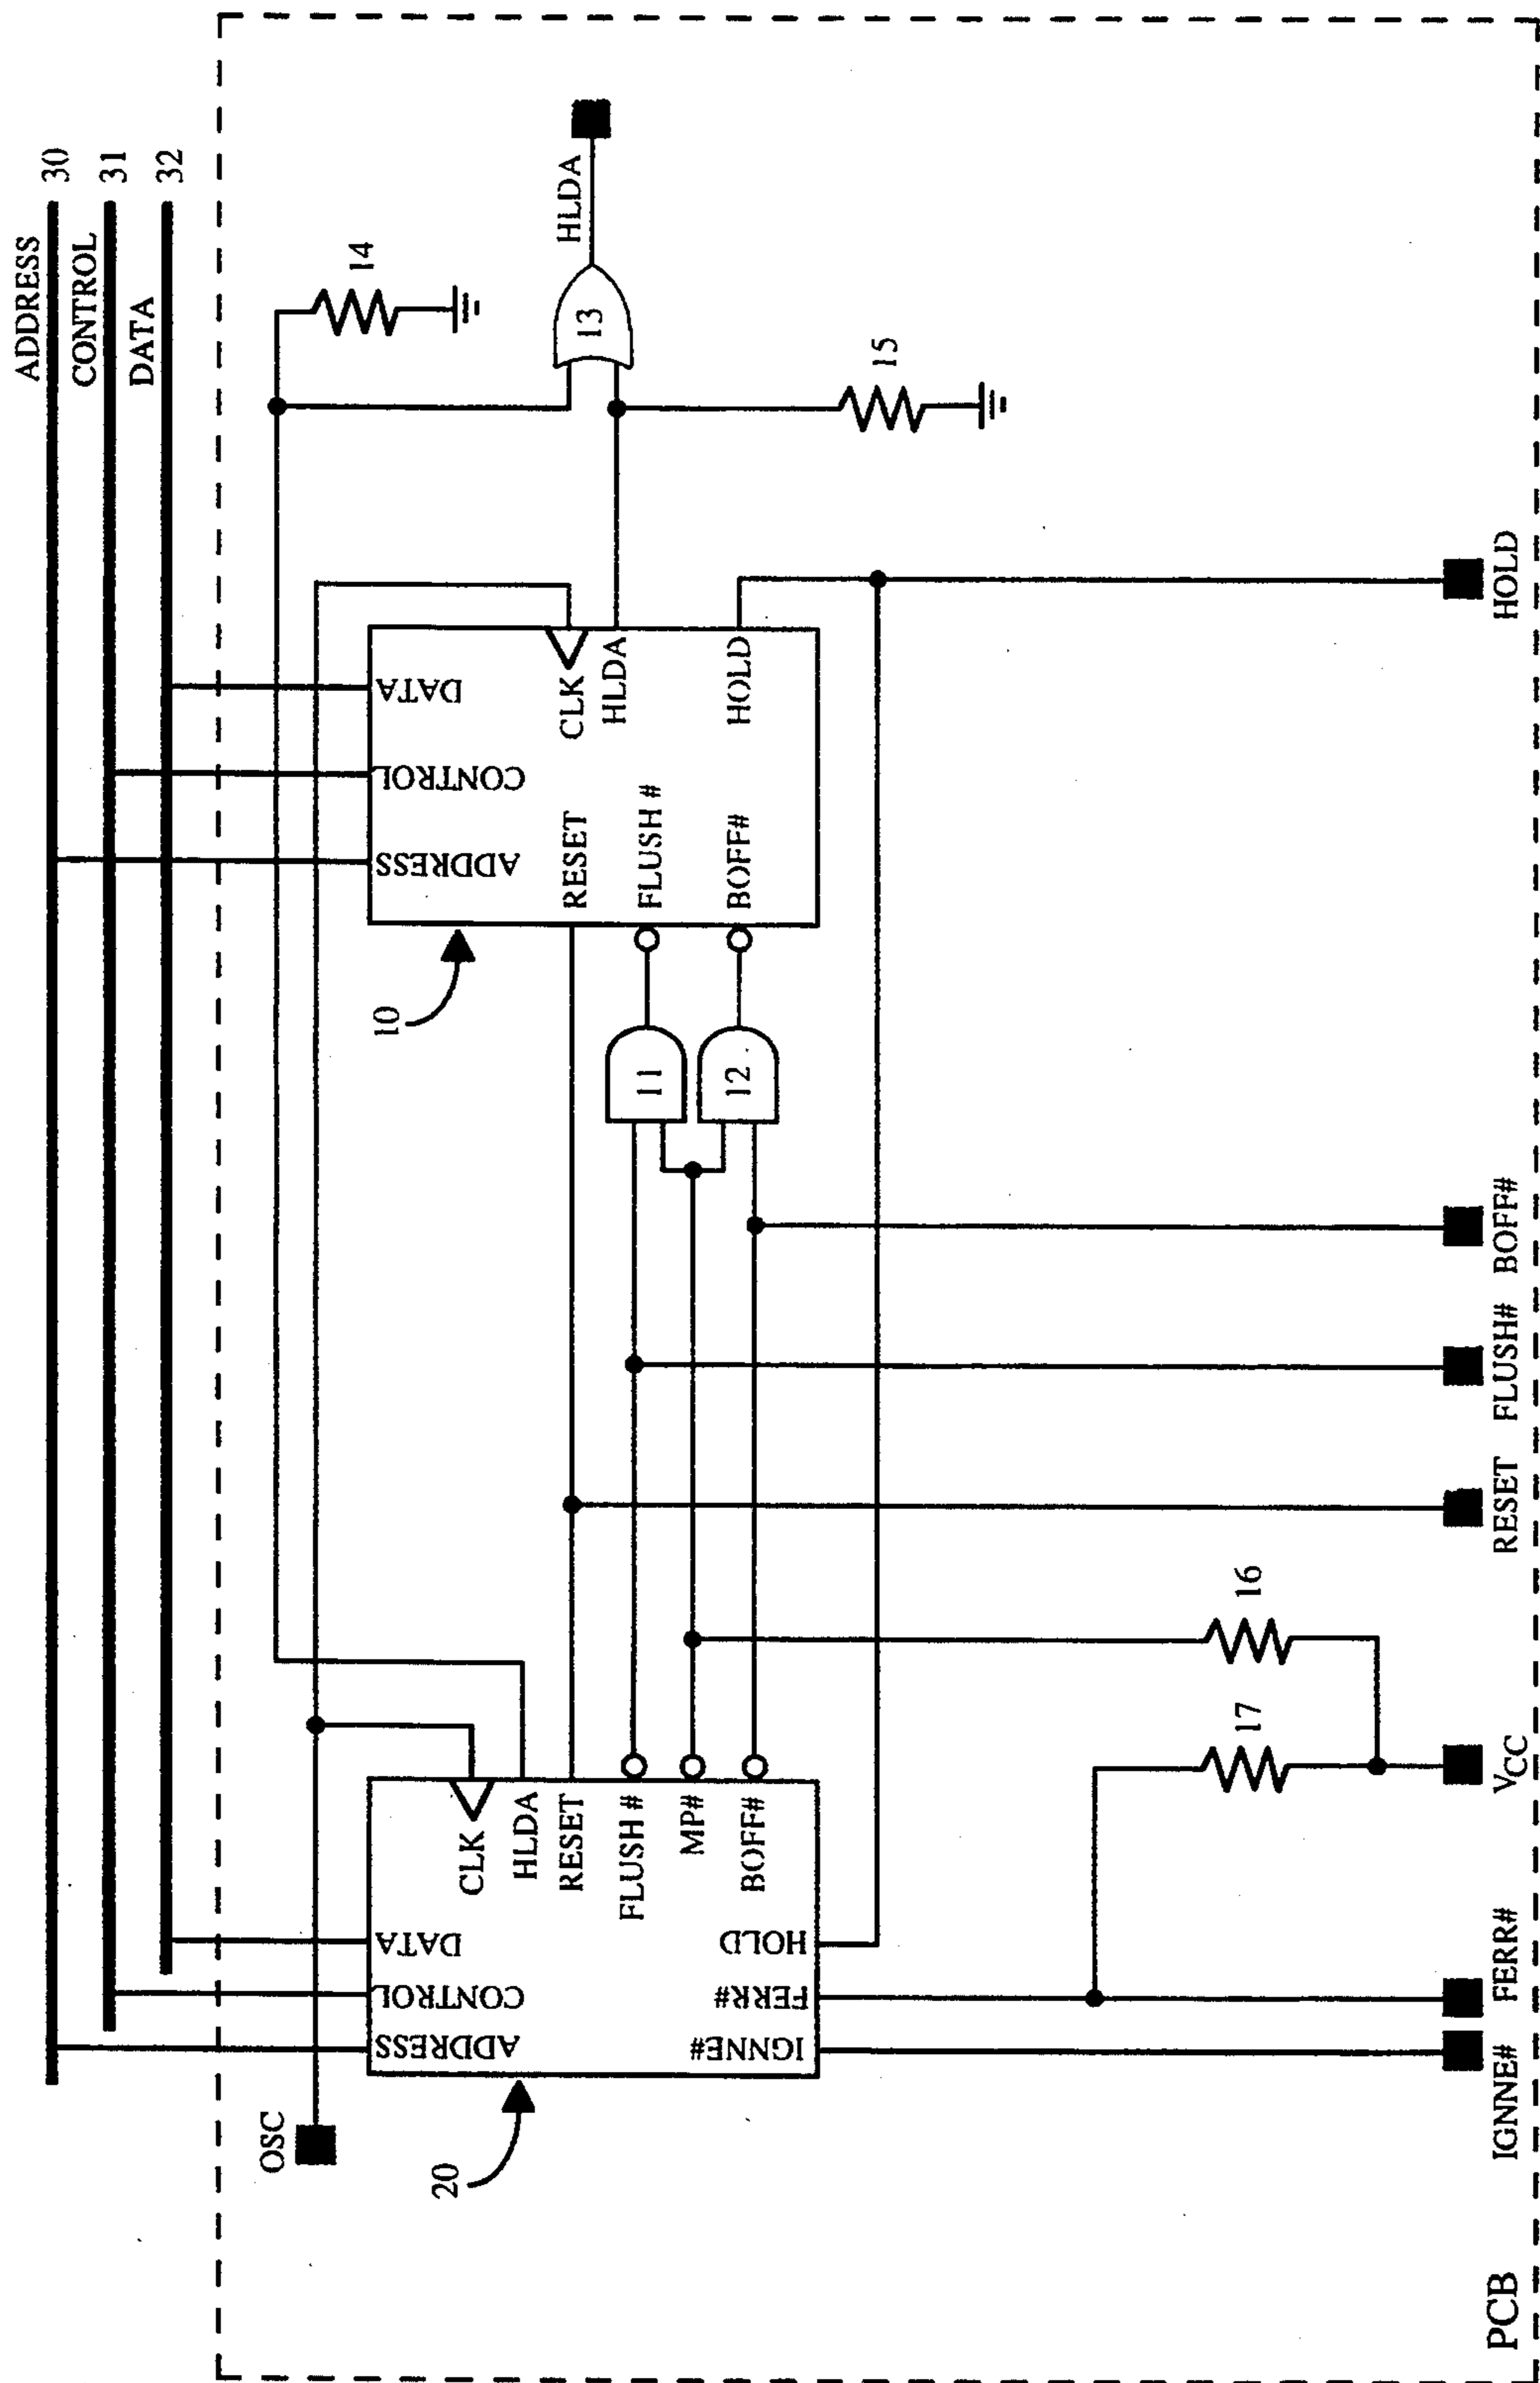 ADDRESS 30
CONTROL 31
DATA 32
OSC
20
ADDRESS
CONTROL
DATA
CLK
HLDA
RESET
FLUSH #
MP#
BOFF#
HOLD
FERR#
IGNNE#
10
ADDRESS
CONTROL
DATA
RESET
FLUSH #
BOFF#
CLK
HLDA
HOLD
11
12
13
HLDA
14
15
16
17
IGNNE#
FERR#
VCC
RESET
FLUSH#
BOFF#
HOLD
PCB